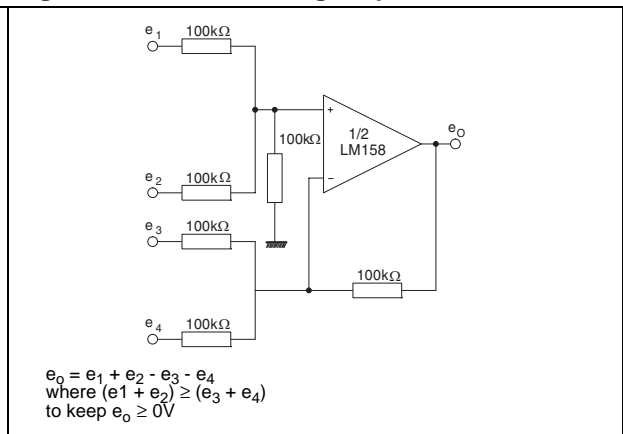 e1 100kΩ
100kΩ
1/2
LM158
+
−
eO
e2 100kΩ
e3 100kΩ
100kΩ
e4 100kΩ
eo = e1 + e2 - e3 - e4
where (e1 + e2) ≥ (e3 + e4)
to keep eo ≥ 0V